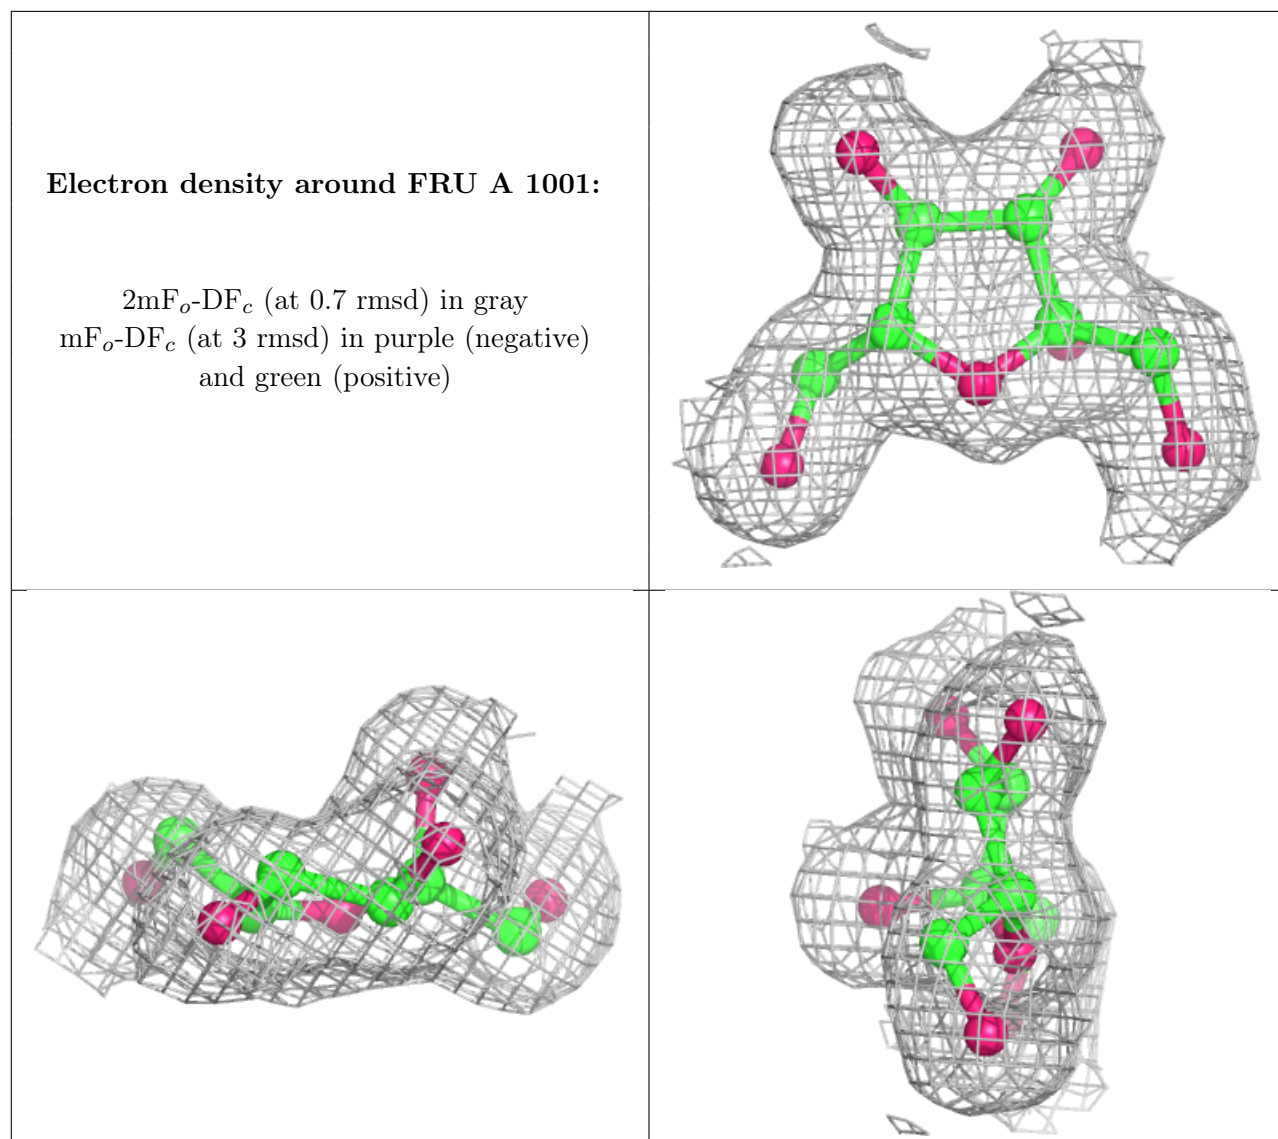 Electron density around FRU A 1001:
2mFo-DFc (at 0.7 rmsd) in gray
mFo-DFc (at 3 rmsd) in purple (negative)
and green (positive)